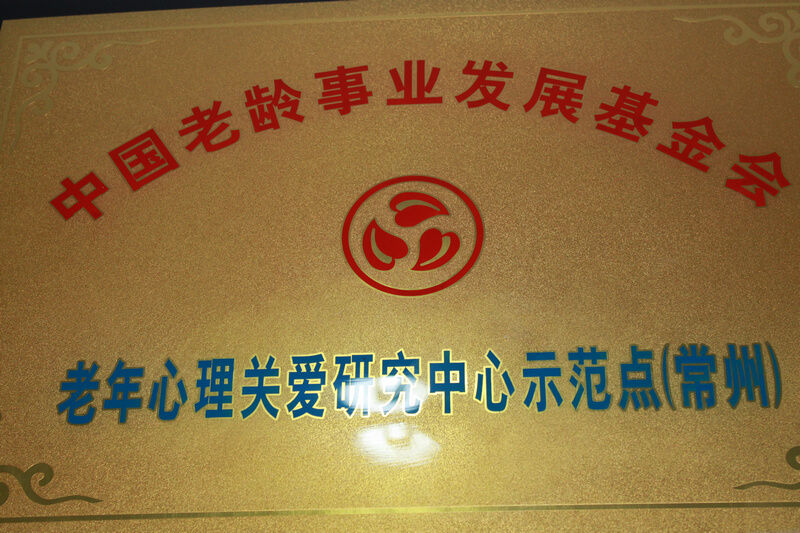 中国老龄事业发展基金会
老年心理关爱研究中心示范点(常州)